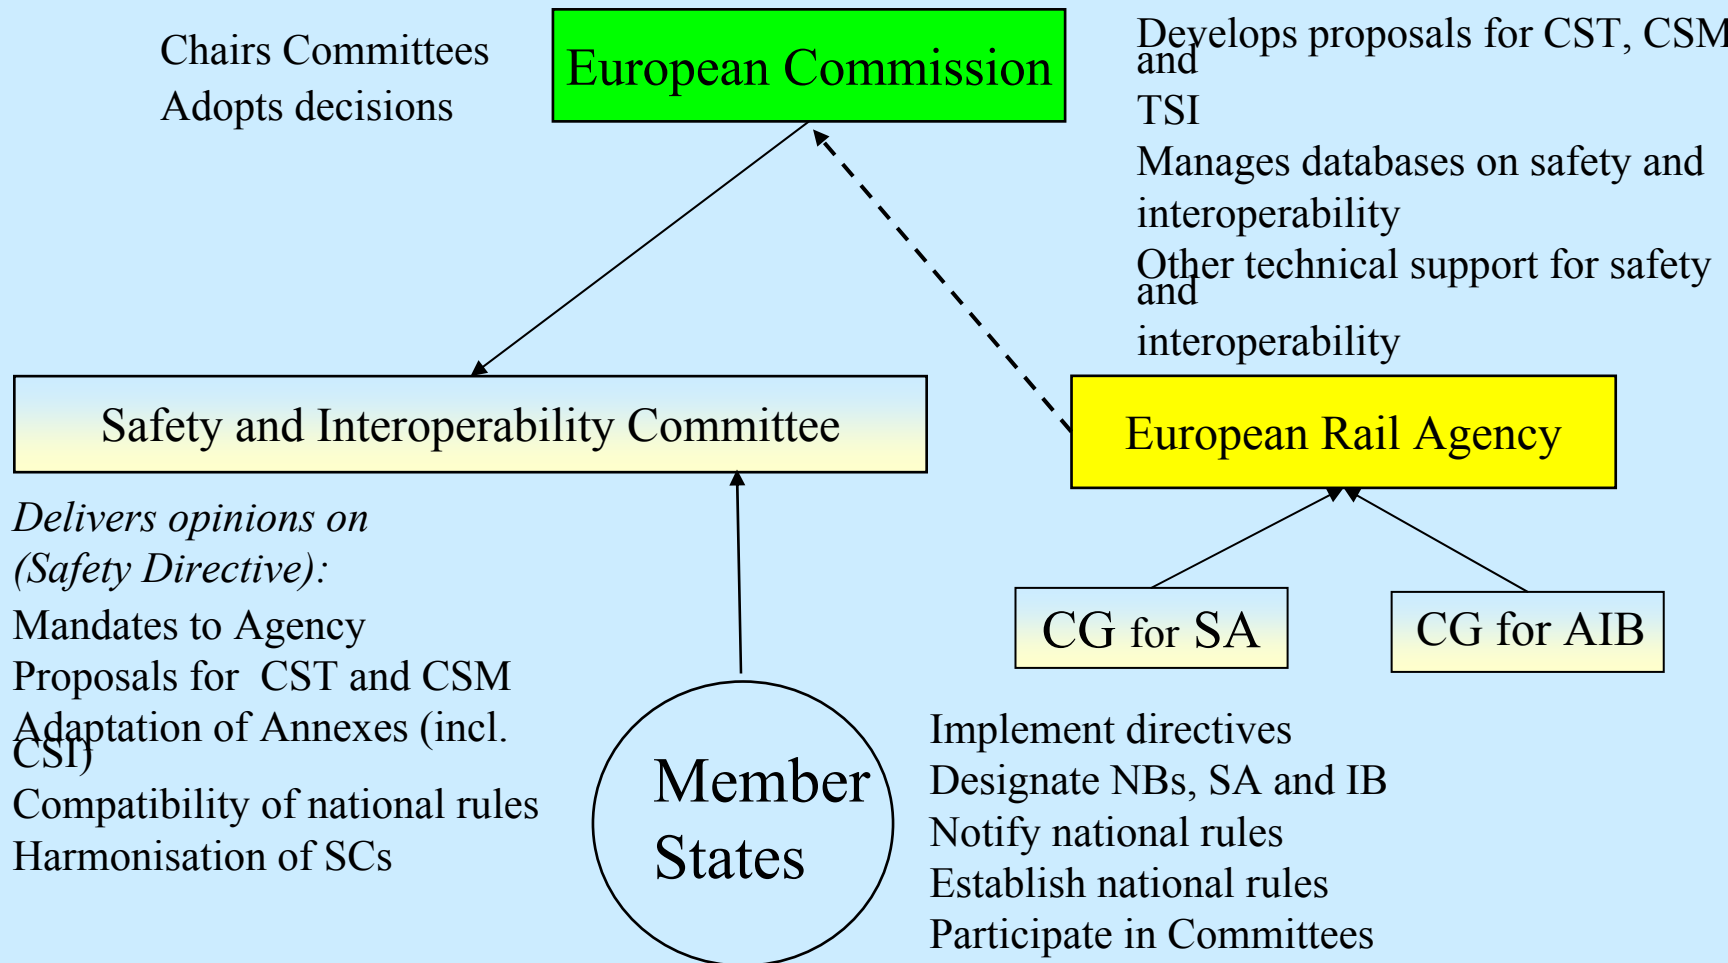 Chairs Committees
Adopts decisions
European Commission
Develops proposals for CST, CSM
and
TSI
Manages databases on safety and
interoperability
Other technical support for safety
and
interoperability
Safety and Interoperability Committee
European Rail Agency
Delivers opinions on
(Safety Directive):
Mandates to Agency
Proposals for CST and CSM
Adaptation of Annexes (incl.
CSI)
Compatibility of national rules
Harmonisation of SCs
CG for SA
CG for AIB
Member
States
Implement directives
Designate NBs, SA and IB
Notify national rules
Establish national rules
Participate in Committees